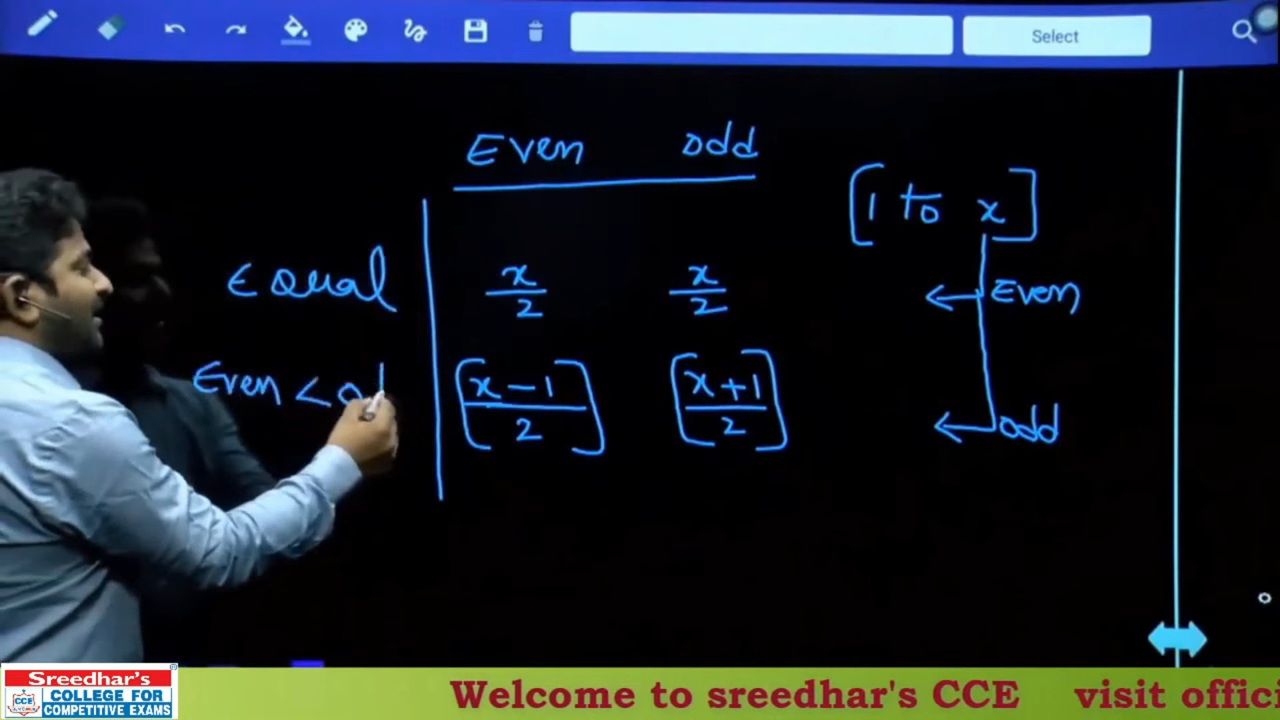 Select
Even odd
[1 to x]
Equal x/2 x/2 Even
Even < od [x-1/2] [x+1/2] odd
Sreedhar's
CCE
COLLEGE FOR
COMPETITIVE EXAMS
Welcome to sreedhar's CCE visit offici